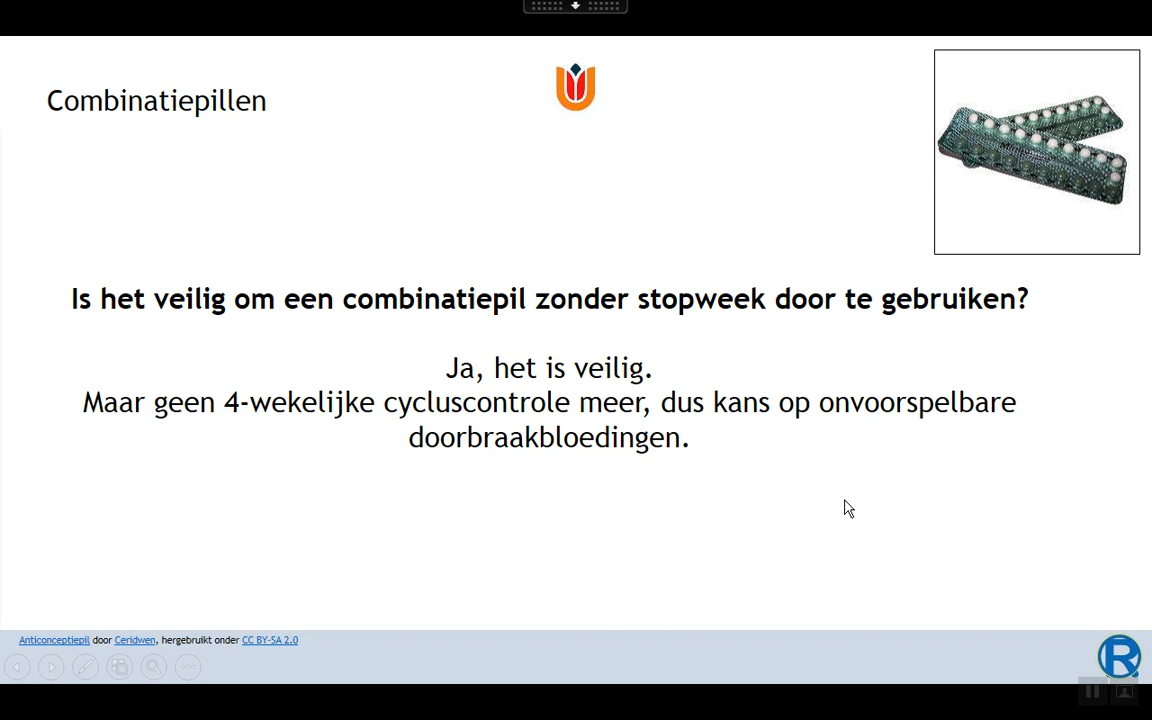 Combinatiepillen
Is het veilig om een combinatiepil zonder stopweek door te gebruiken?
Ja, het is veilig.
Maar geen 4-wekelijke cycluscontrole meer, dus kans op onvoorspelbare
doorbraakbloedingen.
Anticonceptiepil door Ceridwen, hergebruikt onder CC BY-SA 2.0
R